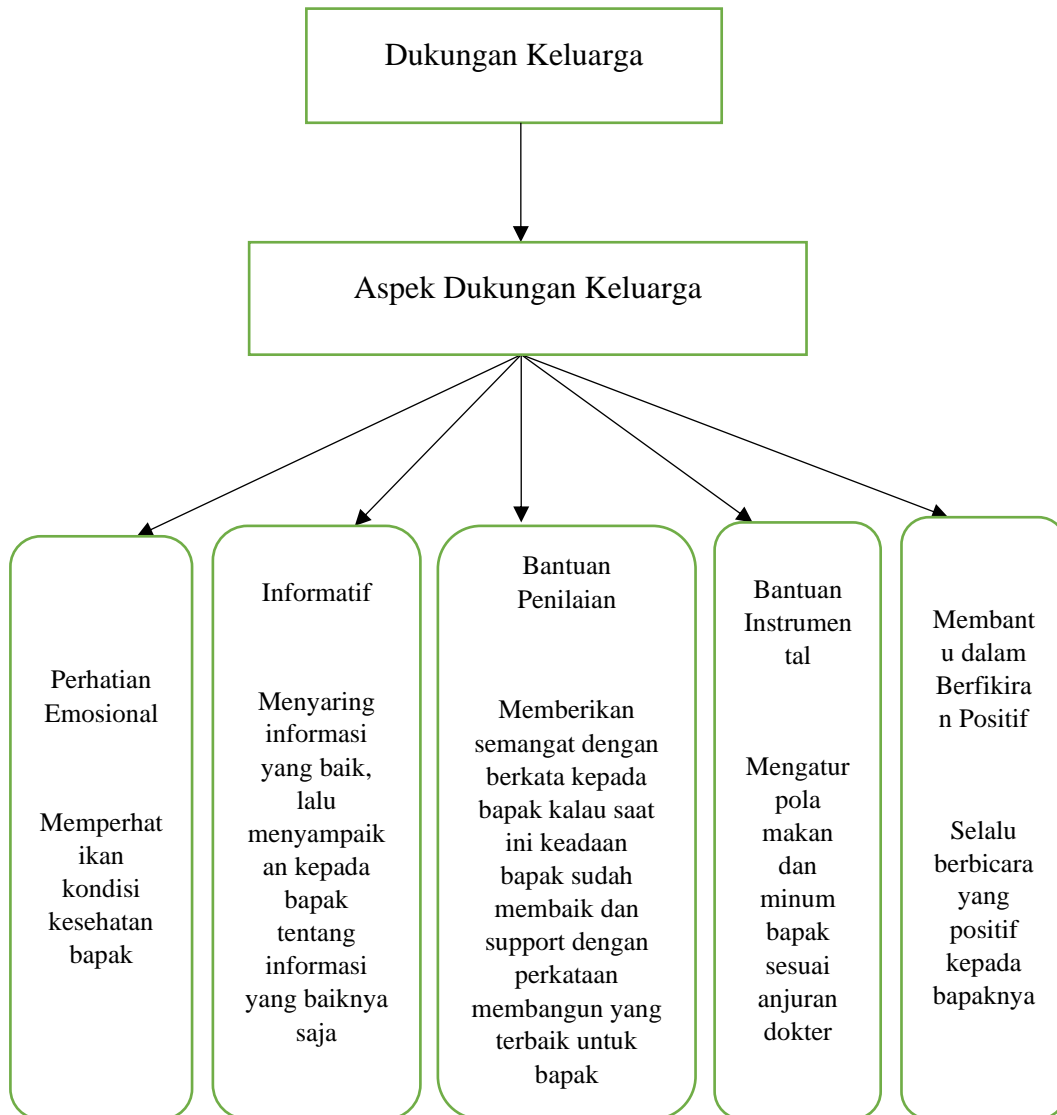 Dukungan Keluarga
Aspek Dukungan Keluarga
Perhatian
Emosional
Memperhat
ikan
kondisi
kesehatan
bapak
Informatif
Menyaring
informasi
yang baik,
lalu
menyampaik
an kepada
bapak
tentang
informasi
yang baiknya
saja
Bantuan
Penilaian
Memberikan
semangat dengan
berkata kepada
bapak kalau saat
ini keadaan
bapak sudah
membaik dan
support dengan
perkataan
membangun yang
terbaik untuk
bapak
Bantuan
Instrumen
tal
Mengatur
pola
makan
dan
minum
bapak
sesuai
anjuran
dokter
Membant
u dalam
Berfikira
n Positif
Selalu
berbicara
yang
positif
kepada
bapaknya